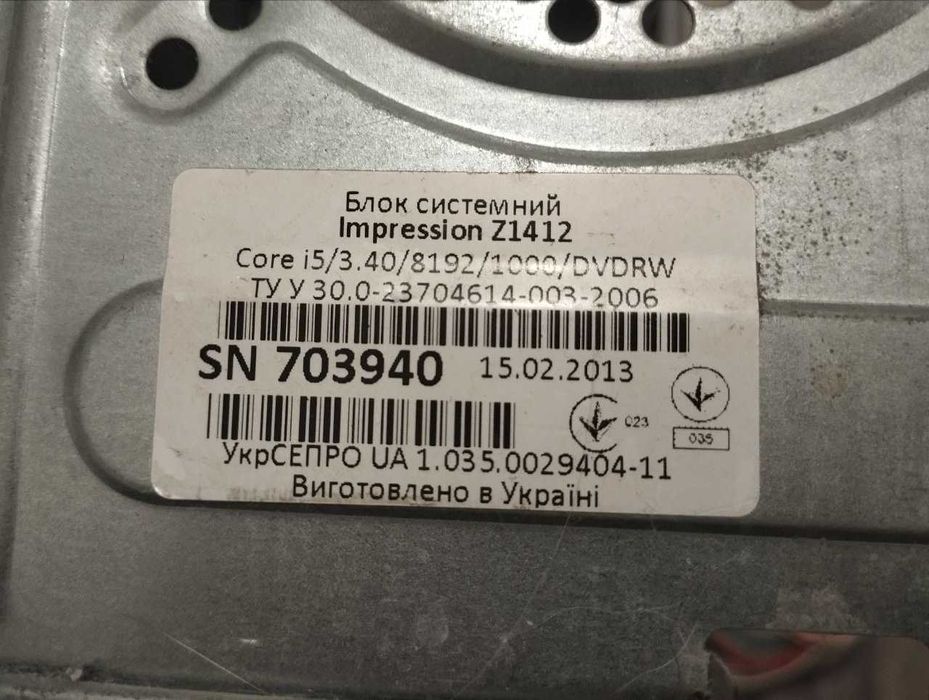 Блок системний
Impression Z1412
Core i5/3.40/8192/1000/DVDRW
ТУ У 30.0-23704614-003-2006
SN 703940 15.02.2013
023
035
УкрСЕПРО UA 1.035.0029404-11
Виготовлено в Україні